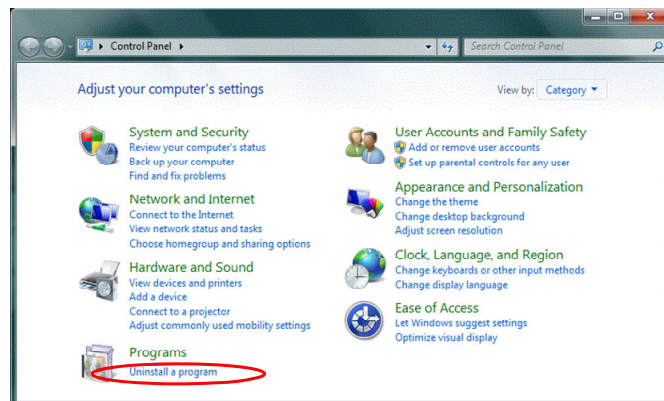 Control Panel
Search Control Panel
Adjust your computer's settings
View by: Category
System and Security
Review your computer's status
Back up your computer
Find and fix problems
Network and Internet
Connect to the Internet
View network status and tasks
Choose homegroup and sharing options
Hardware and Sound
View devices and printers
Add a device
Connect to a projector
Adjust commonly used mobility settings
Programs
Uninstall a program
User Accounts and Family Safety
Add or remove user accounts
Set up parental controls for any user
Appearance and Personalization
Change the theme
Change desktop background
Adjust screen resolution
Clock, Language, and Region
Change keyboards or other input methods
Change display language
Ease of Access
Let Windows suggest settings
Optimize visual display